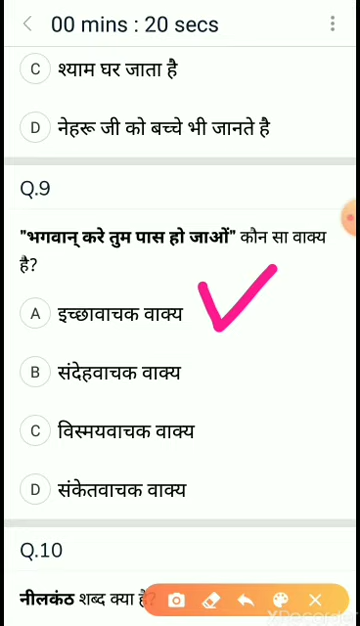 00 mins : 20 secs
C श्याम घर जाता है
D नेहरू जी को बच्चे भी जानते है
Q.9
"भगवान् करे तुम पास हो जाओं" कौन सा वाक्य
है?
A इच्छावाचक वाक्य
B संदेहवाचक वाक्य
C विस्मयवाचक वाक्य
D संकेतवाचक वाक्य
Q.10
नीलकंठ शब्द क्या है?
XRecorder